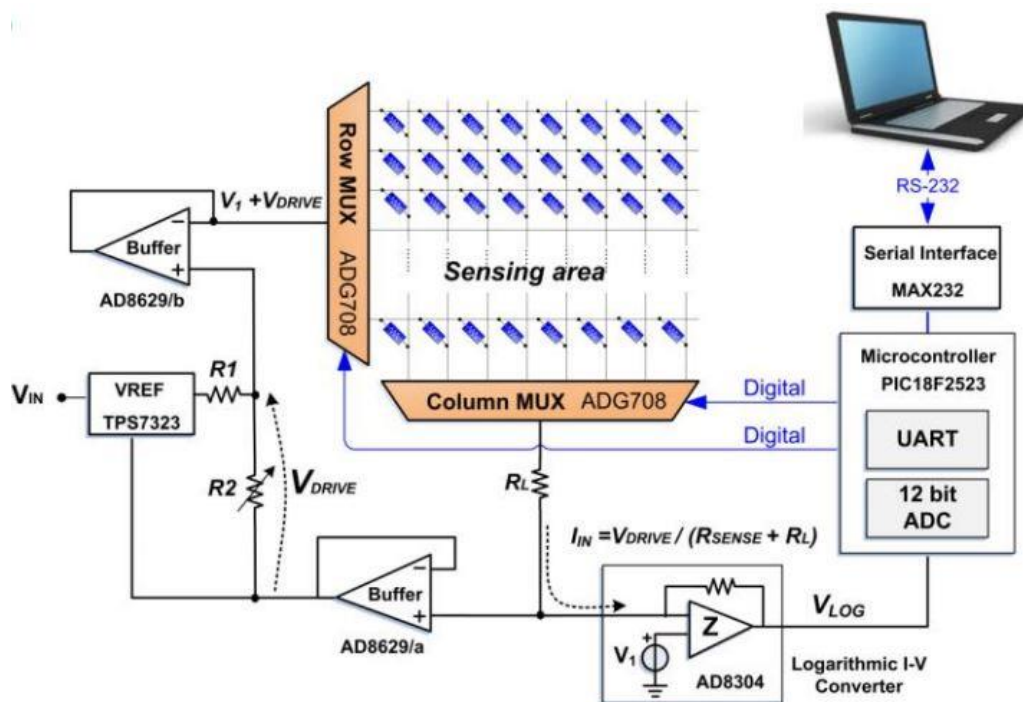 Row MUX ADG708
V1 +VDRIVE
RS-232
Buffer
-
+
AD8629/b
Sensing area
Serial Interface
MAX232
Microcontroller
PIC18F2523
UART
12 bit
ADC
VIN
VREF
TPS7323
R1
R2
VDRIVE
Column MUX ADG708
Digital
Digital
RL
IIN =VDRIVE / (RSENSE + RL)
Buffer
-
+
AD8629/a
Z
V1
+
AD8304
VLOG
Logarithmic I-V
Converter